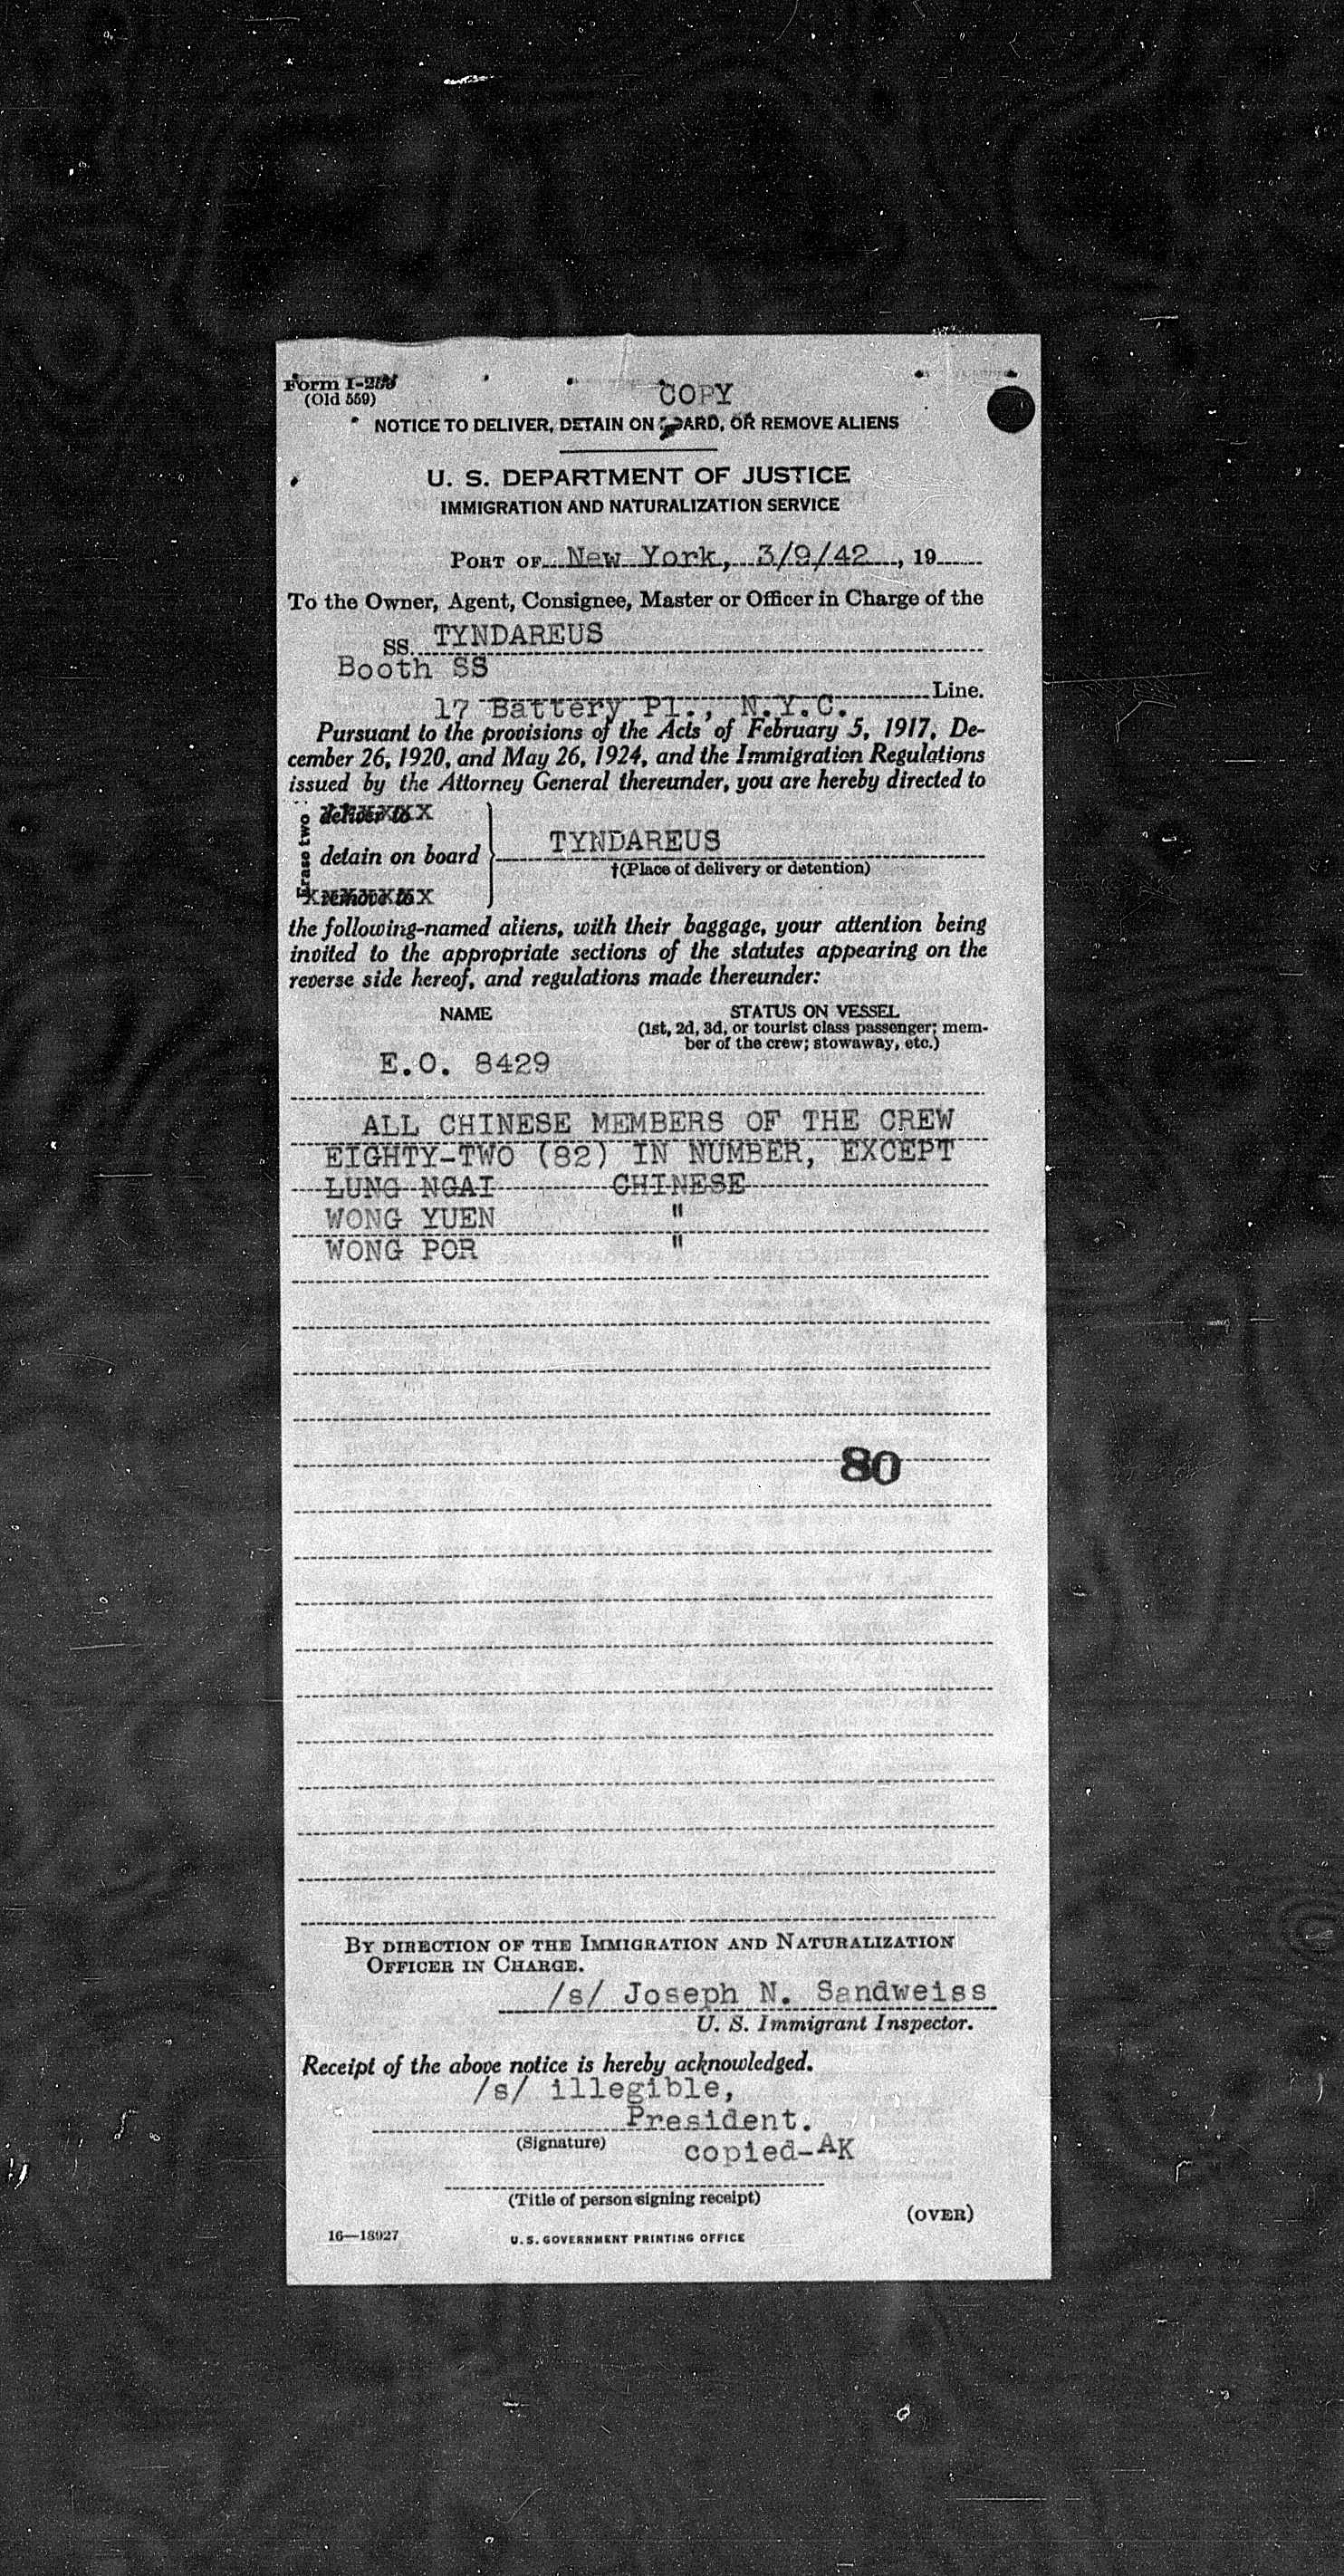 Form I-259
(Old 559)
COPY
NOTICE TO DELIVER, DETAIN ON BOARD, OR REMOVE ALIENS
U. S. DEPARTMENT OF JUSTICE
IMMIGRATION AND NATURALIZATION SERVICE
PORT OF New York, 3/9/42, 19
To the Owner, Agent, Consignee, Master or Officer in Charge of the
SS. TYNDAREUS
Booth SS
Line.
17 Battery Pl., N.Y.C.
Pursuant to the provisions of the Acts of February 5, 1917, De-
cember 26, 1920, and May 26, 1924, and the Immigration Regulations
issued by the Attorney General thereunder, you are hereby directed to
Erase two
deliver to
detain on board TYNDAREUS
†(Place of delivery or detention)
remove to
the following-named aliens, with their baggage, your attention being
invited to the appropriate sections of the statutes appearing on the
reverse side hereof, and regulations made thereunder:
NAME STATUS ON VESSEL
(1st, 2d, 3d, or tourist class passenger; mem-
ber of the crew; stowaway, etc.)
E.O. 8429
ALL CHINESE MEMBERS OF THE CREW
EIGHTY-TWO (82) IN NUMBER, EXCEPT
LUNG NGAI CHINESE
WONG YUEN "
WONG POR "
80
BY DIRECTION OF THE IMMIGRATION AND NATURALIZATION
OFFICER IN CHARGE.
/s/ Joseph N. Sandweiss
U. S. Immigrant Inspector.
Receipt of the above notice is hereby acknowledged.
/s/ illegible,
President.
(Signature)
copied-AK
(Title of person signing receipt)
(OVER)
16—18927 U. S. GOVERNMENT PRINTING OFFICE